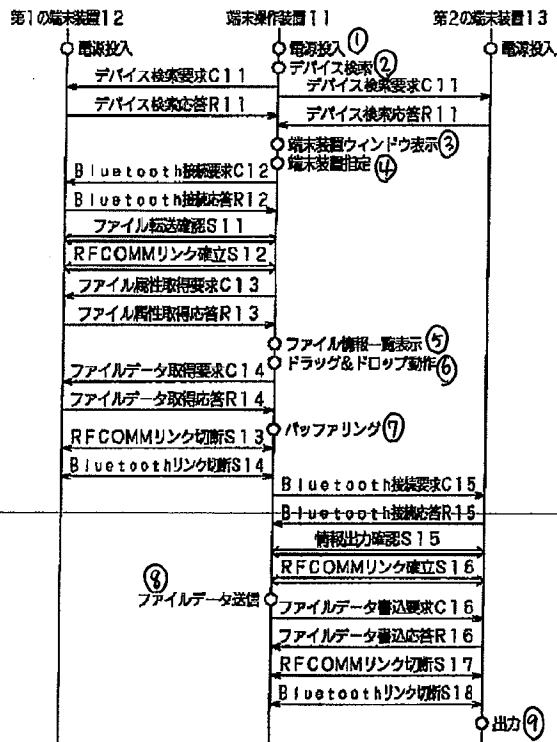 第1の端末装置12 端末操作装置11 第2の端末装置13
電源投入 電源投入 ① 電源投入
デバイス検索 ②
デバイス検索要求C11 デバイス検索要求C11
デバイス検索応答R11 デバイス検索応答R11
端末装置ウィンドウ表示 ③
端末装置指定 ④
Bluetooth接続要求C12
Bluetooth接続応答R12
ファイル転送確認S11
RFCOMMリンク確立S12
ファイル属性取得要求C13
ファイル属性取得応答R13
ファイル情報一覧表示 ⑤
ドラッグ&ドロップ動作 ⑥
ファイルデータ取得要求C14
ファイルデータ取得応答R14
バッファリング ⑦
RFCOMMリンク切断S13
Bluetoothリンク切断S14
Bluetooth接続要求C15
Bluetooth接続応答R15
情報出力確認S15
RFCOMMリンク確立S16
⑧
ファイルデータ送信
ファイルデータ書込要求C16
ファイルデータ書込応答R16
RFCOMMリンク切断S17
Bluetoothリンク切断S18
出力 ⑨